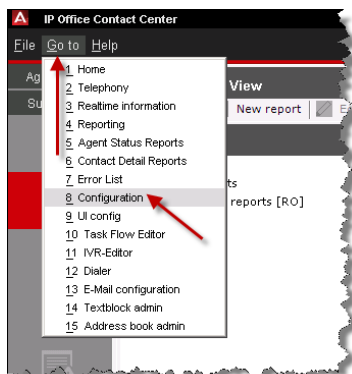 IP Office Contact Center
File Go to Help
Ag
Su
View
New report
1 Home
2 Telephony
3 Realtime information
4 Reporting
5 Agent Status Reports
6 Contact Detail Reports
7 Error List
ts
8 Configuration
reports [RO]
9 UI config
10 Task Flow Editor
11 IVR-Editor
12 Dialer
13 E-Mail configuration
14 Textblock admin
15 Address book admin